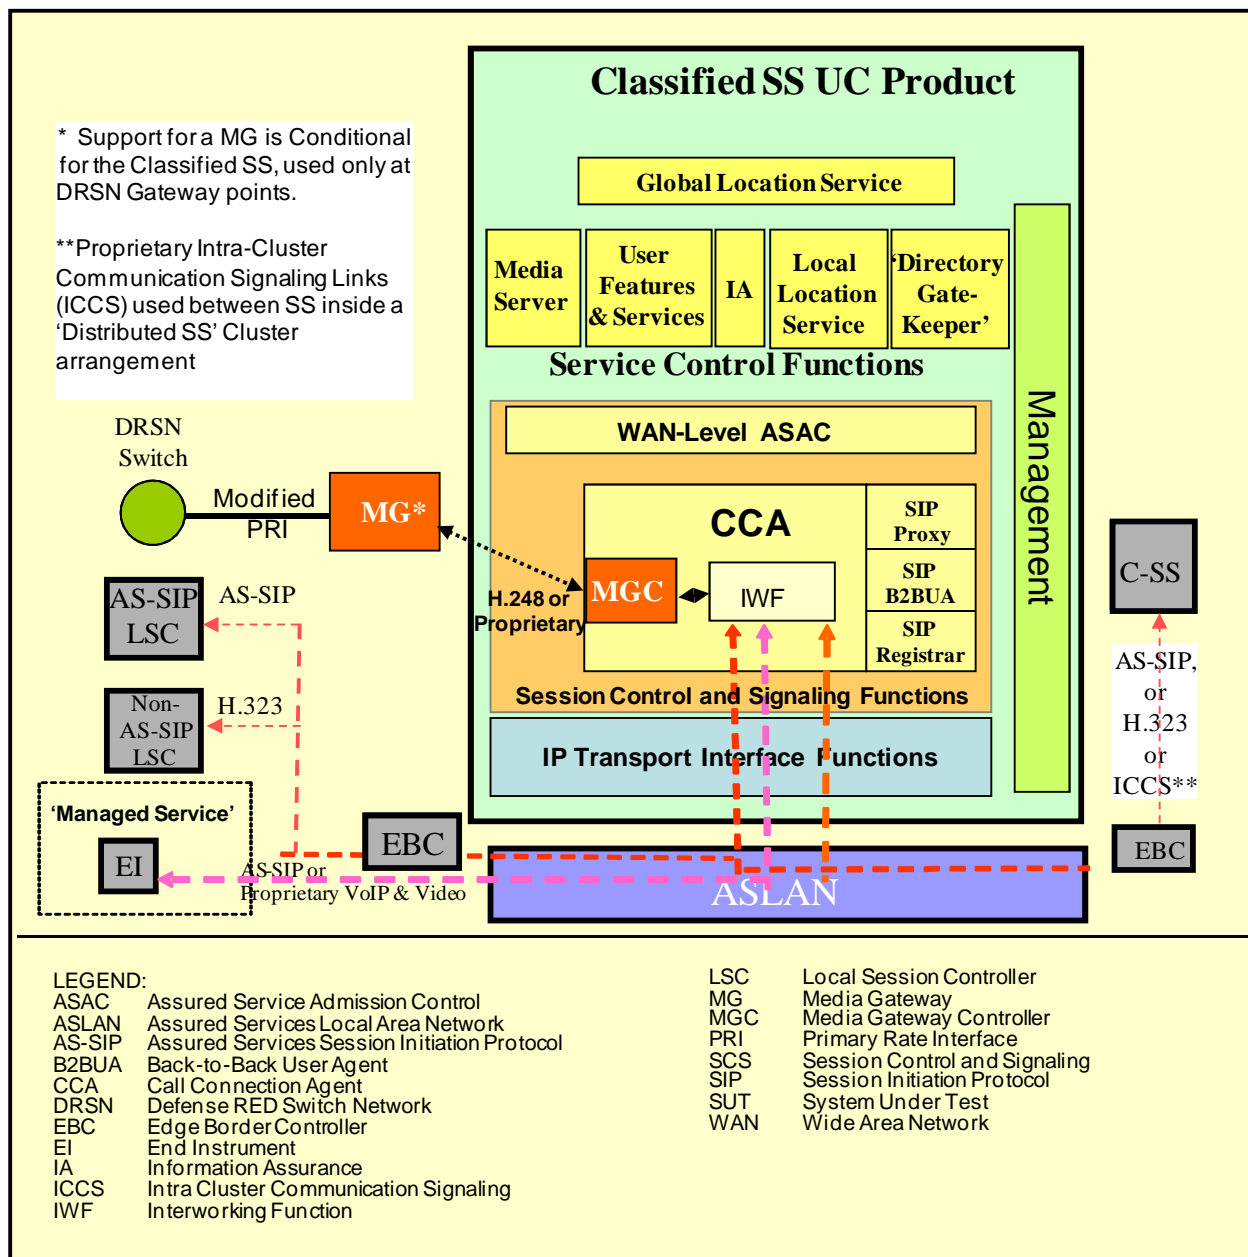 Classified SS UC Product
* Support for a MG is Conditional
for the Classified SS, used only at
DRSN Gateway points.
**Proprietary Intra-Cluster
Communication Signaling Links
(ICCS) used between SS inside a
‘Distributed SS’ Cluster
arrangement
Global Location Service
Media
Server
User
Features
& Services
IA
Local
Location
Service
‘Directory
Gate-
Keeper’
Service Control Functions
Management
WAN-Level ASAC
DRSN
Switch
Modified
PRI
MG*
CCA
SIP
Proxy
SIP
B2BUA
SIP
Registrar
MGC
IWF
H.248 or
Proprietary
C-SS
AS-SIP
LSC
AS-SIP
Non-
AS-SIP
LSC
H.323
Session Control and Signaling Functions
IP Transport Interface Functions
AS-SIP,
or
H.323
or
ICCS**
‘Managed Service’
EI
EBC
EBC
AS-SIP or
Proprietary VoIP & Video
ASLAN
LEGEND:
ASAC Assured Service Admission Control
ASLAN Assured Services Local Area Network
AS-SIP Assured Services Session Initiation Protocol
B2BUA Back-to-Back User Agent
CCA Call Connection Agent
DRSN Defense RED Switch Network
EBC Edge Border Controller
EI End Instrument
IA Information Assurance
ICCS Intra Cluster Communication Signaling
IWF Interworking Function
LSC Local Session Controller
MG Media Gateway
MGC Media Gateway Controller
PRI Primary Rate Interface
SCS Session Control and Signaling
SIP Session Initiation Protocol
SUT System Under Test
WAN Wide Area Network